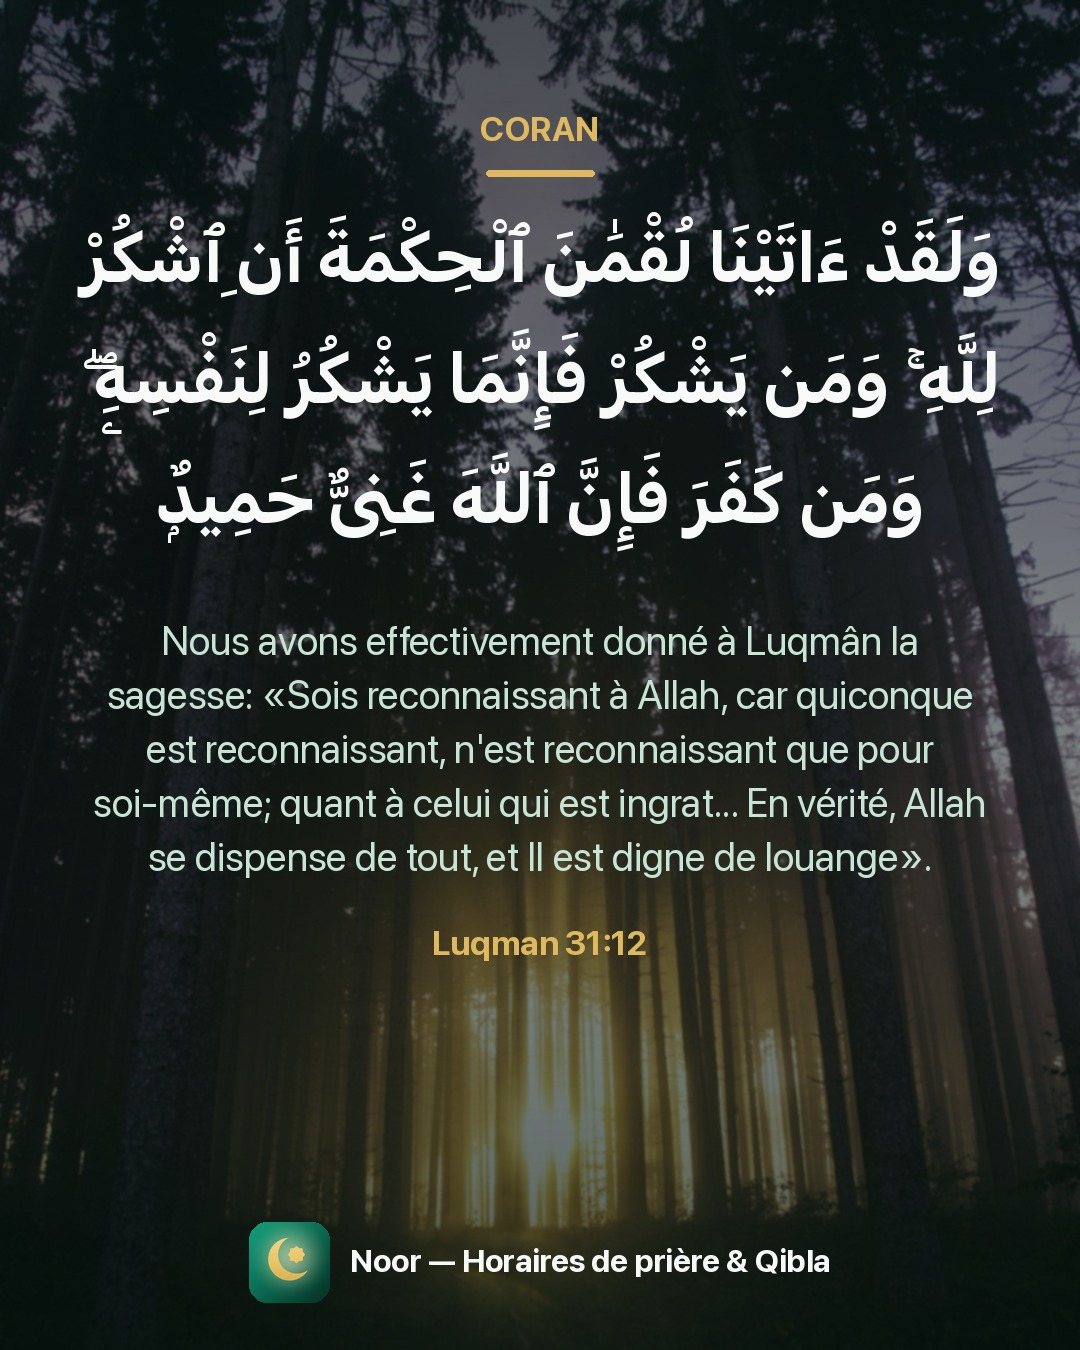 CORAN
وَلَقَدْ ءَاتَيْنَا لُقْمَٰنَ ٱلْحِكْمَةَ أَنِ ٱشْكُرْ
لِلَّهِ ۚ وَمَن يَشْكُرْ فَإِنَّمَا يَشْكُرُ لِنَفْسِهِۦ ۖ
وَمَن كَفَرَ فَإِنَّ ٱللَّهَ غَنِىٌّ حَمِيدٌۭ
Nous avons effectivement donné à Luqmân la
sagesse: «Sois reconnaissant à Allah, car quiconque
est reconnaissant, n'est reconnaissant que pour
soi-même; quant à celui qui est ingrat... En vérité, Allah
se dispense de tout, et Il est digne de louange».
Luqman 31:12
Noor — Horaires de prière & Qibla